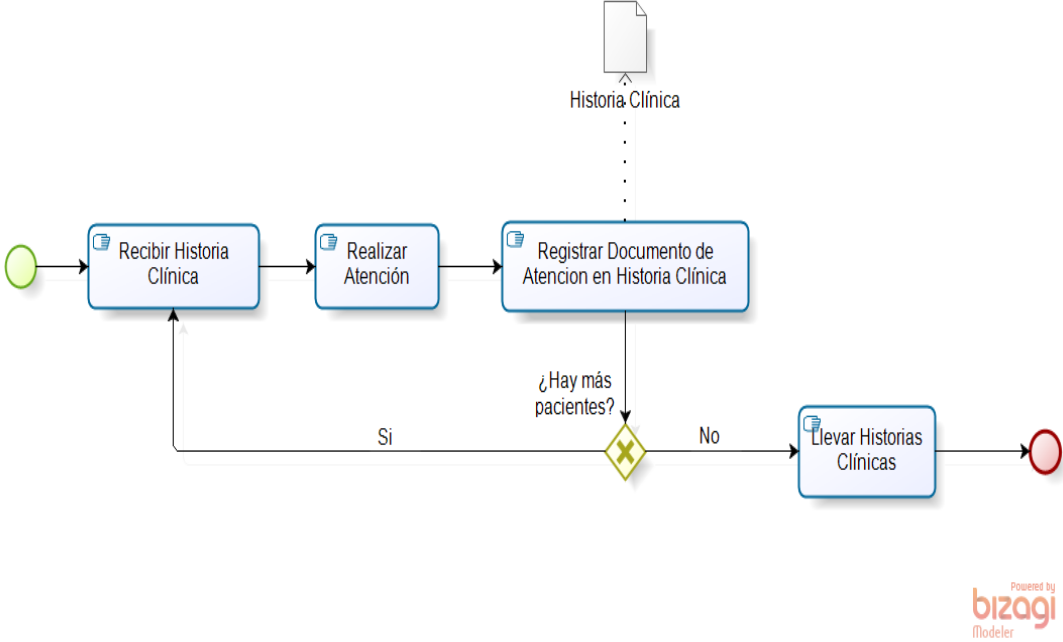 Historia Clínica
Recibir Historia
Clínica
Realizar
Atención
Registrar Documento de
Atencion en Historia Clínica
¿Hay más
pacientes?
Si
No
Llevar Historias
Clínicas
Powered by
bizagi
Modeler